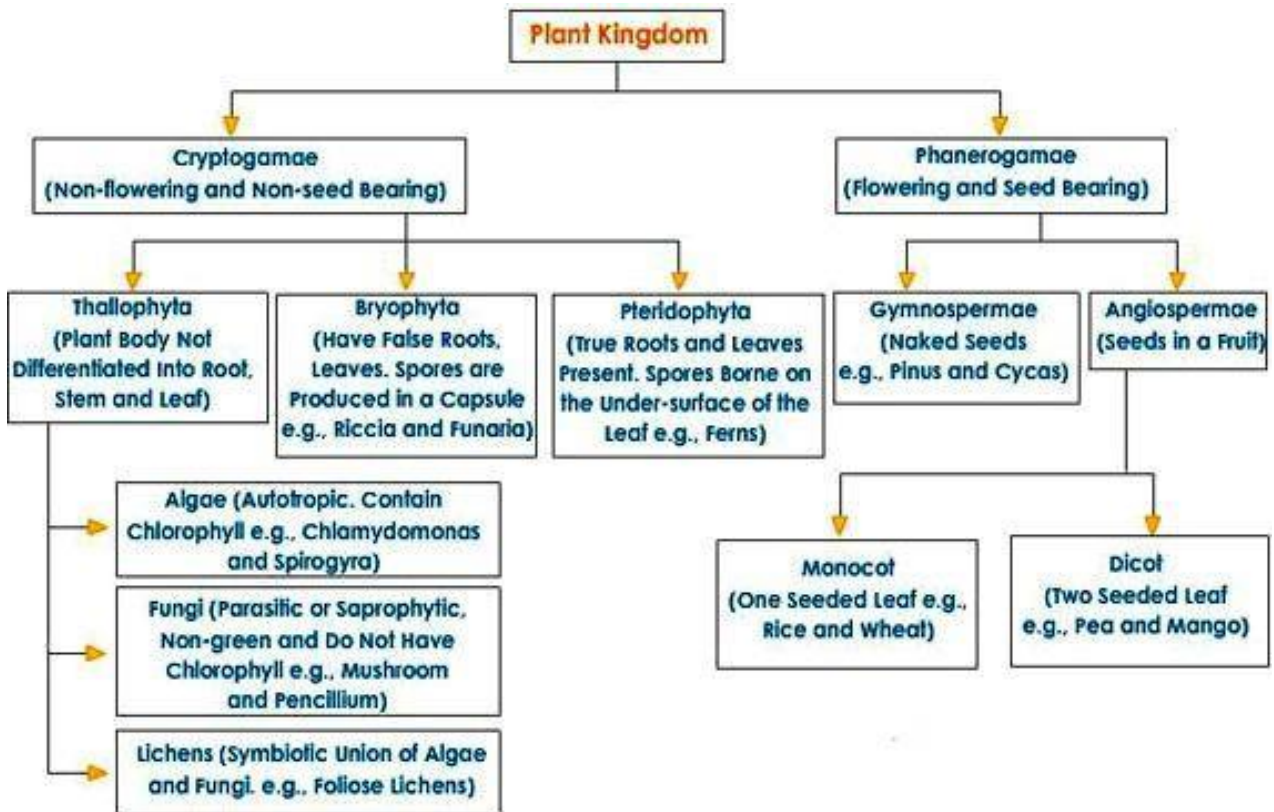 Plant Kingdom
Cryptogamae
(Non-flowering and Non-seed Bearing)
Phanerogamae
(Flowering and Seed Bearing)
Thallophyta
(Plant Body Not
Differentiated Into Root,
Stem and Leaf)
Bryophyta
(Have False Roots,
Leaves. Spores are
Produced in a Capsule
e.g., Riccia and Funaria)
Pteridophyta
(True Roots and Leaves
Present. Spores Borne on
the Under-surface of the
Leaf e.g., Ferns)
Gymnospermae
(Naked Seeds
e.g., Pinus and Cycas)
Angiospermae
(Seeds in a Fruit)
Algae (Autotropic. Contain
Chlorophyll e.g., Chlamydomonas
and Spirogyra)
Fungi (Parasitic or Saprophytic,
Non-green and Do Not Have
Chlorophyll e.g., Mushroom
and Pencillium)
Lichens (Symbiotic Union of Algae
and Fungi. e.g., Foliose Lichens)
Monocot
(One Seeded Leaf e.g.,
Rice and Wheat)
Dicot
(Two Seeded Leaf
e.g., Pea and Mango)